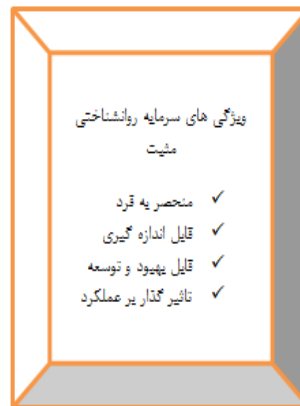 ویژگی های سرمایه روانشناختی
مثبت
✓ منحصر به فرد
✓ قابل اندازه گیری
✓ قابل بهبود و توسعه
✓ تاثیر گذار بر عملکرد